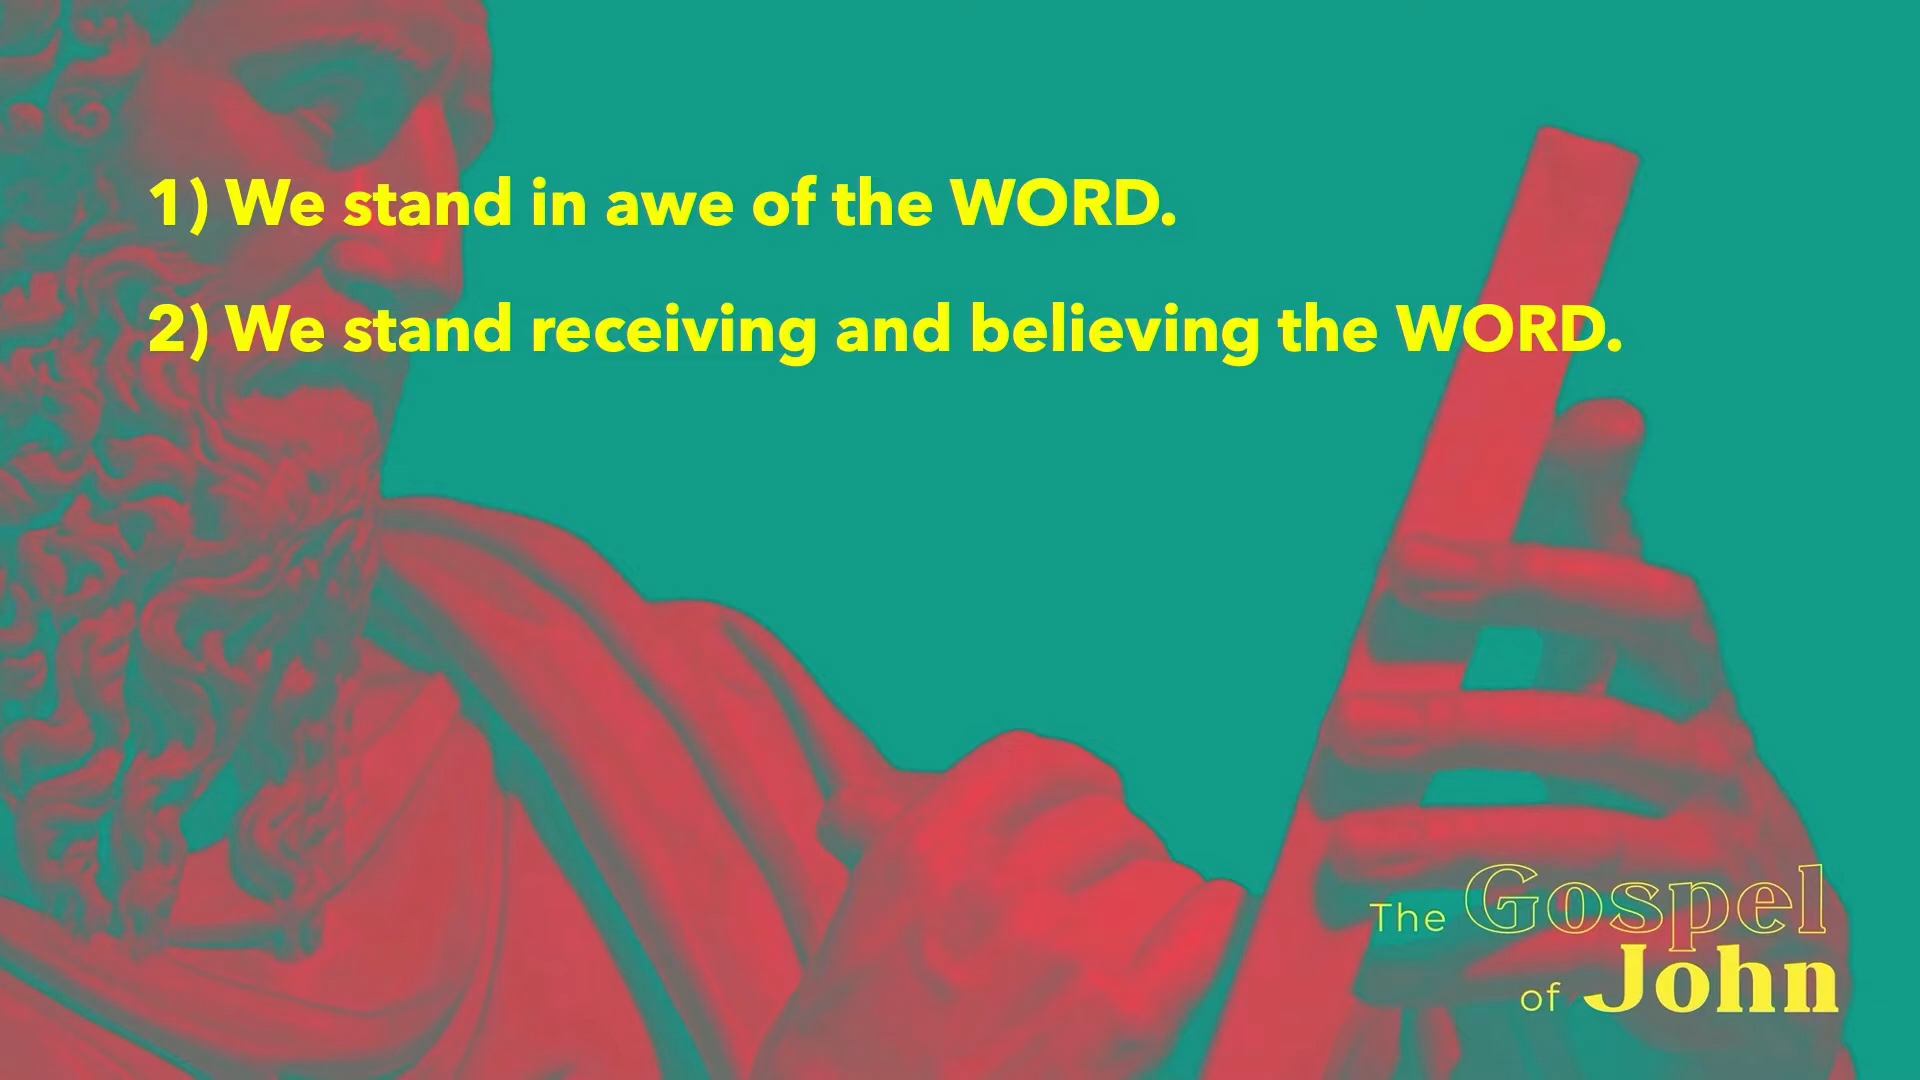 1) We stand in awe of the WORD.
2) We stand receiving and believing the WORD.
The Gospel
of John